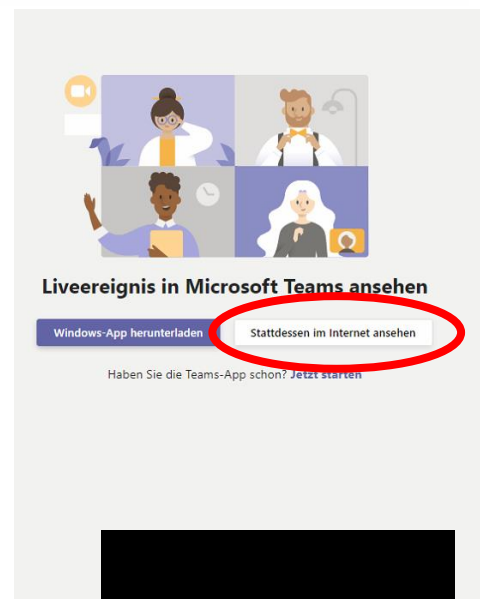 Liveereignis in Microsoft Teams ansehen
Windows-App herunterladen
Stattdessen im Internet ansehen
Haben Sie die Teams-App schon? Jetzt starten